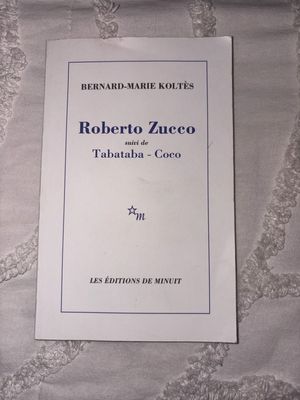 BERNARD-MARIE KOLTÈS
Roberto Zucco
suivi de
Tabataba - Coco
m
LES ÉDITIONS DE MINUIT